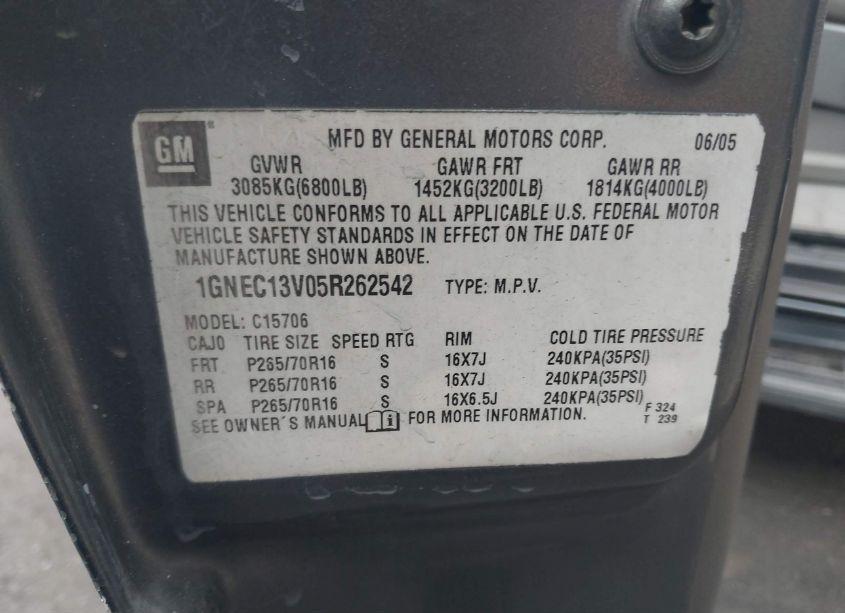 GM
MFD BY GENERAL MOTORS CORP. 06/05
GVWR GAWR FRT GAWR RR
3085KG(6800LB) 1452KG(3200LB) 1814KG(4000LB)
THIS VEHICLE CONFORMS TO ALL APPLICABLE U.S. FEDERAL MOTOR
VEHICLE SAFETY STANDARDS IN EFFECT ON THE DATE OF
MANUFACTURE SHOWN ABOVE.
1GNEC13V05R262542 TYPE: M.P.V.
MODEL: C15706
CAJ0 TIRE SIZE SPEED RTG RIM COLD TIRE PRESSURE
FRT P265/70R16 S 16X7J 240KPA(35PSI)
RR P265/70R16 S 16X7J 240KPA(35PSI)
SPA P265/70R16 S 16X6.5J 240KPA(35PSI)
SEE OWNER´S MANUAL FOR MORE INFORMATION.
F 324
T 239